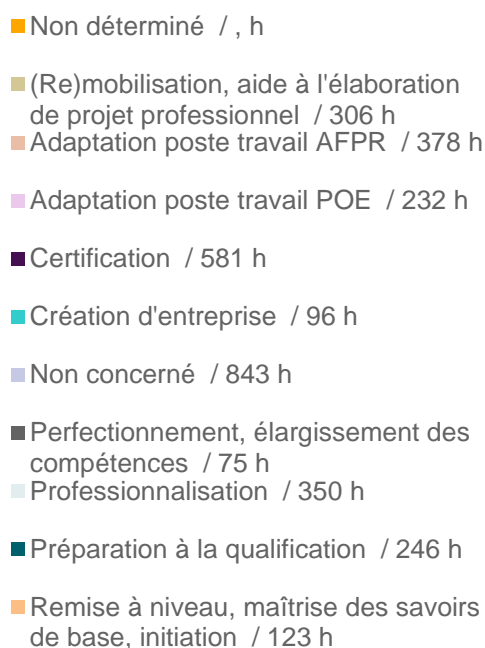 Non déterminé / , h
(Re)mobilisation, aide à l'élaboration
de projet professionnel / 306 h
Adaptation poste travail AFPR / 378 h
Adaptation poste travail POE / 232 h
Certification / 581 h
Création d'entreprise / 96 h
Non concerné / 843 h
Perfectionnement, élargissement des
compétences / 75 h
Professionnalisation / 350 h
Préparation à la qualification / 246 h
Remise à niveau, maîtrise des savoirs
de base, initiation / 123 h